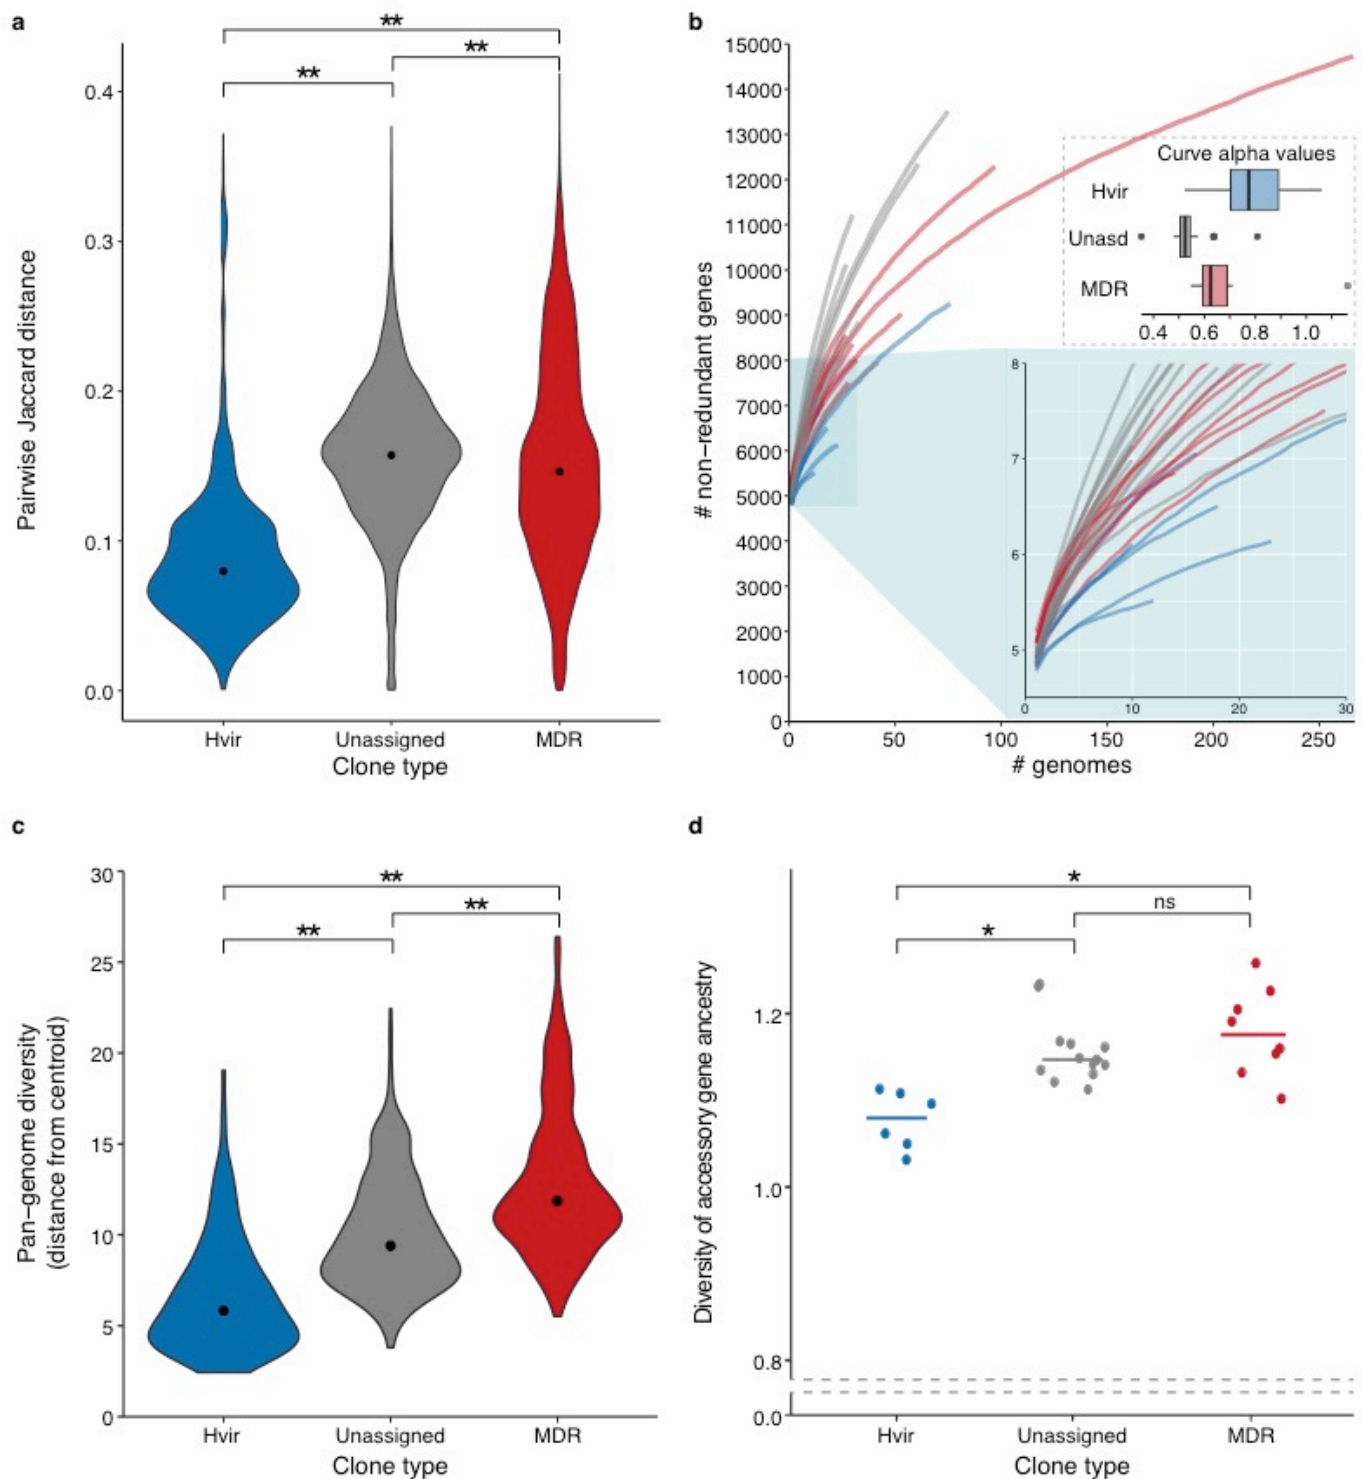 a
**
**
**
0.4
0.3
0.2
0.1
0.0
Pairwise Jaccard distance
Hvir
Unassigned
MDR
Clone type
b
15000
14000
13000
12000
11000
10000
9000
8000
7000
6000
5000
4000
3000
2000
1000
0
# non−redundant genes
Curve alpha values
Hvir
Unasd
MDR
0.4 0.6 0.8 1.0
8
7
6
5
0 10 20 30
0 50 100 150 200 250
# genomes
c
**
**
**
30
25
20
15
10
5
0
Pan−genome diversity
(distance from centroid)
Hvir
Unassigned
MDR
Clone type
d
*
ns
*
1.2
1.0
0.8
0.0
Diversity of accessory gene ancestry
Hvir
Unassigned
MDR
Clone type